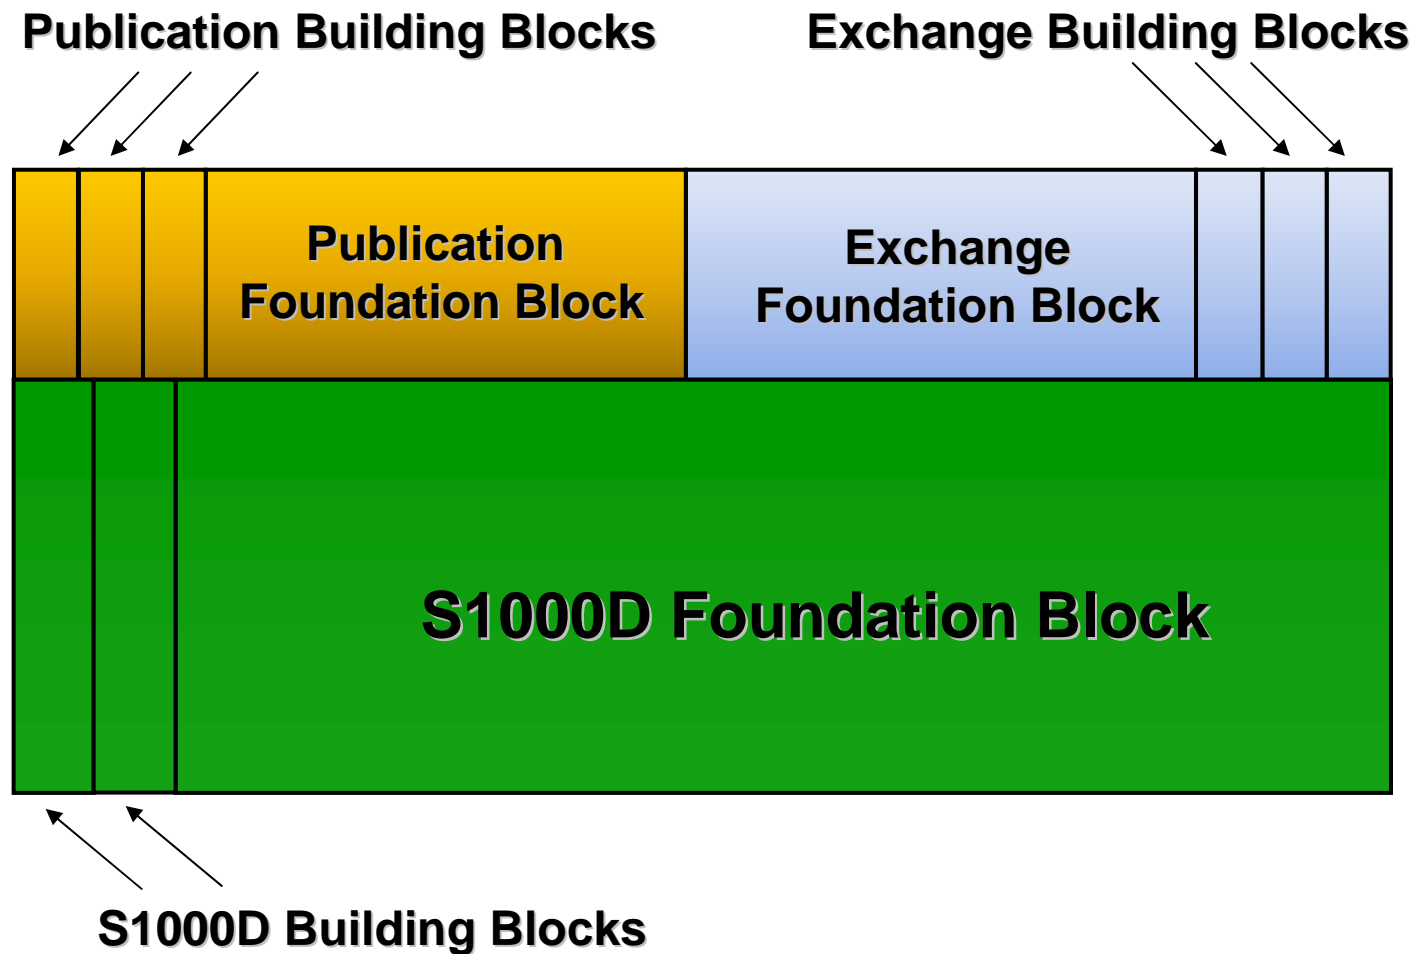 Publication Building Blocks
Exchange Building Blocks
Publication
Foundation Block
Exchange
Foundation Block
S1000D Foundation Block
S1000D Building Blocks